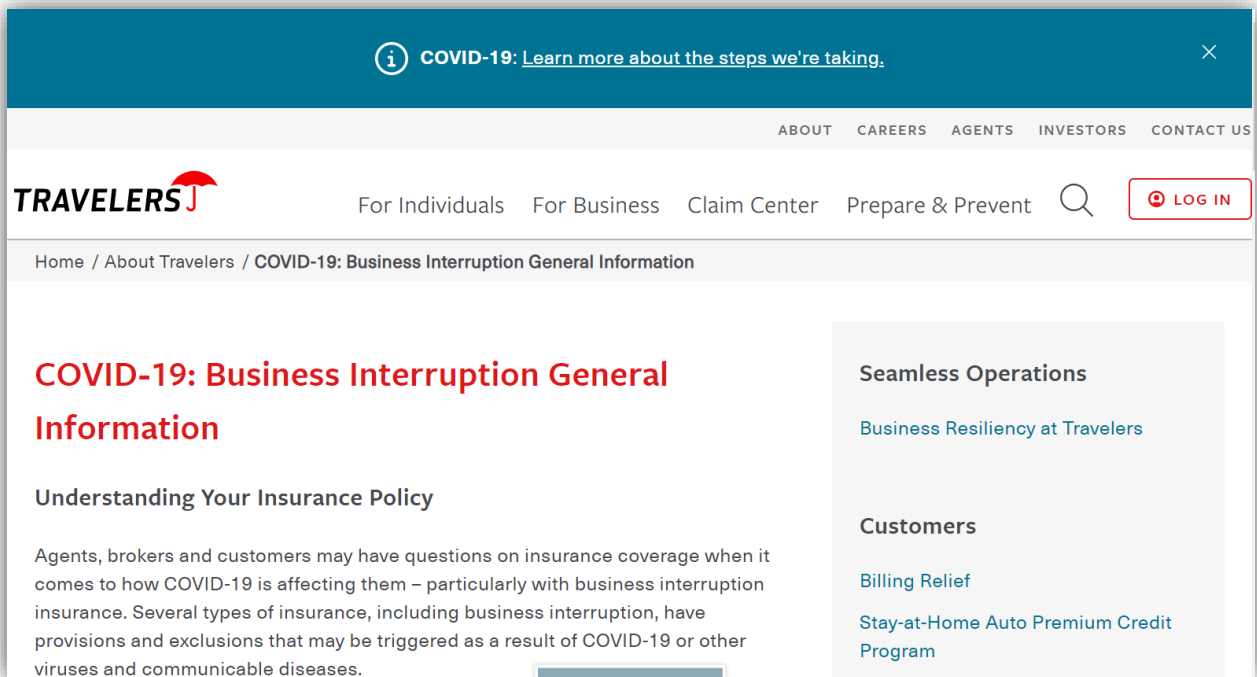 COVID-19: Learn more about the steps we're taking.
ABOUT CAREERS AGENTS INVESTORS CONTACT US
TRAVELERS
For Individuals For Business Claim Center Prepare & Prevent LOG IN
Home / About Travelers / COVID-19: Business Interruption General Information
COVID-19: Business Interruption General
Information
Understanding Your Insurance Policy
Agents, brokers and customers may have questions on insurance coverage when it
comes to how COVID-19 is affecting them – particularly with business interruption
insurance. Several types of insurance, including business interruption, have
provisions and exclusions that may be triggered as a result of COVID-19 or other
viruses and communicable diseases.
Seamless Operations
Business Resiliency at Travelers
Customers
Billing Relief
Stay-at-Home Auto Premium Credit
Program